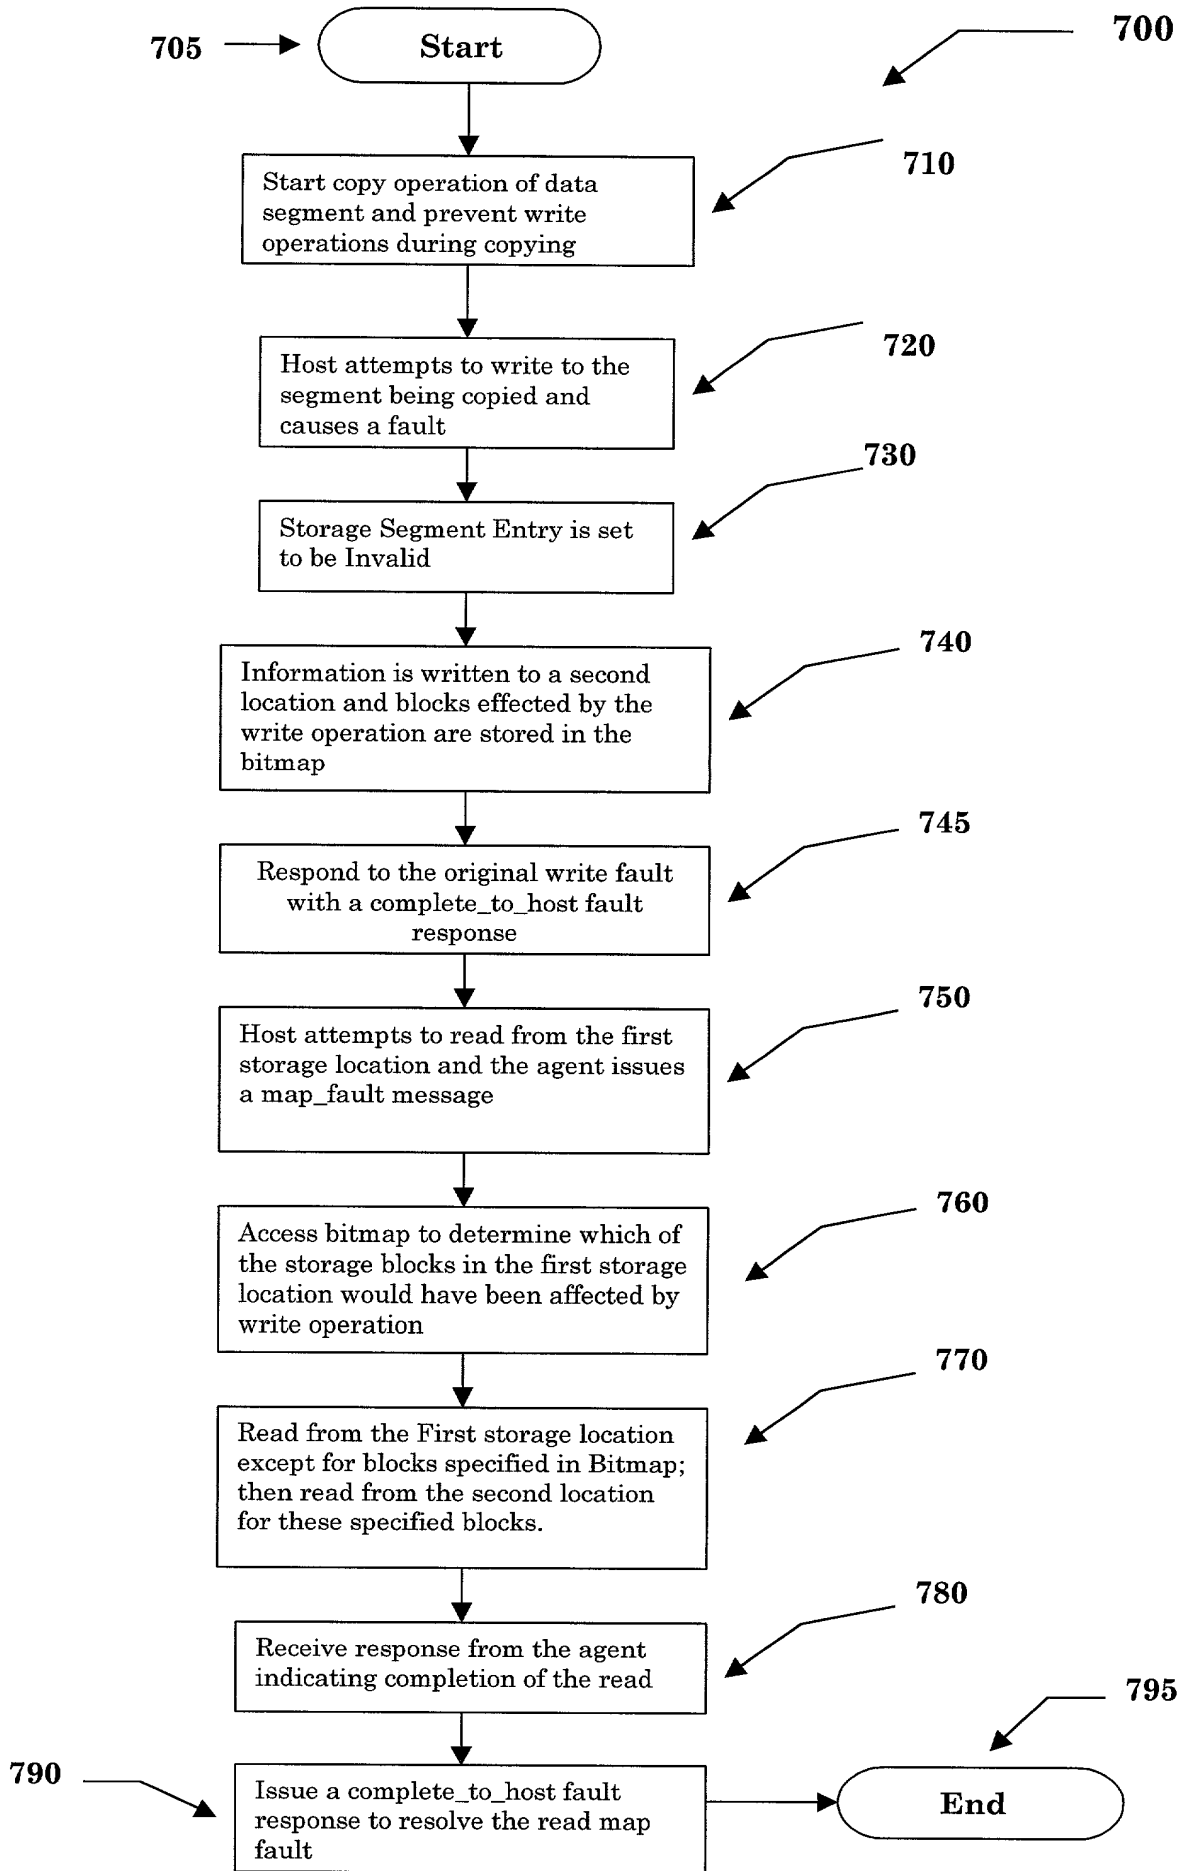 705
Start
700
710
Start copy operation of data
segment and prevent write
operations during copying
720
Host attempts to write to the
segment being copied and
causes a fault
730
Storage Segment Entry is set
to be Invalid
740
Information is written to a second
location and blocks effected by the
write operation are stored in the
bitmap
745
Respond to the original write fault
with a complete_to_host fault
response
750
Host attempts to read from the first
storage location and the agent issues
a map_fault message
760
Access bitmap to determine which of
the storage blocks in the first storage
location would have been affected by
write operation
770
Read from the First storage location
except for blocks specified in Bitmap;
then read from the second location
for these specified blocks.
780
Receive response from the agent
indicating completion of the read
795
790
Issue a complete_to_host fault
response to resolve the read map
fault
End